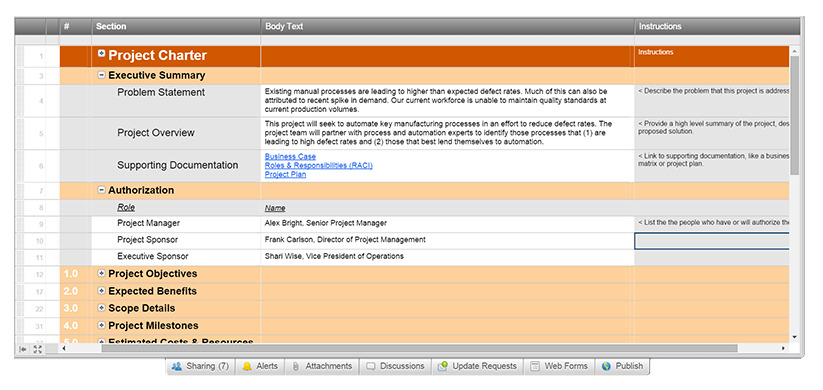 # Section Body Text Instructions
1 Project Charter Instructions
3 Executive Summary
4 Problem Statement Existing manual processes are leading to higher than expected defect rates. Much of this can also be < Describe the problem that this project is address
attributed to recent spike in demand. Our current workforce is unable to maintain quality standards at
current production volumes.
5 Project Overview This project will seek to automate key manufacturing processes in an effort to reduce defect rates. The < Provide a high level summary of the project, des
project team will partner with process and automation experts to identify those processes that (1) are proposed solution.
leading to high defect rates and (2) those that best lend themselves to automation.
6 Supporting Documentation Business Case < Link to supporting documentation, like a busines
Roles & Responsibilities (RACI) matrix or project plan.
Project Plan
7 Authorization
8 Role Name
9 Project Manager Alex Bright, Senior Project Manager < List the the people who have or will authorize the
10 Project Sponsor Frank Carlson, Director of Project Management
11 Executive Sponsor Shari Wise, Vice President of Operations
12 1.0 Project Objectives
17 2.0 Expected Benefits
22 3.0 Scope Details
31 4.0 Project Milestones
5.0 Estimated Costs & Resources
Sharing (7) Alerts Attachments Discussions Update Requests Web Forms Publish